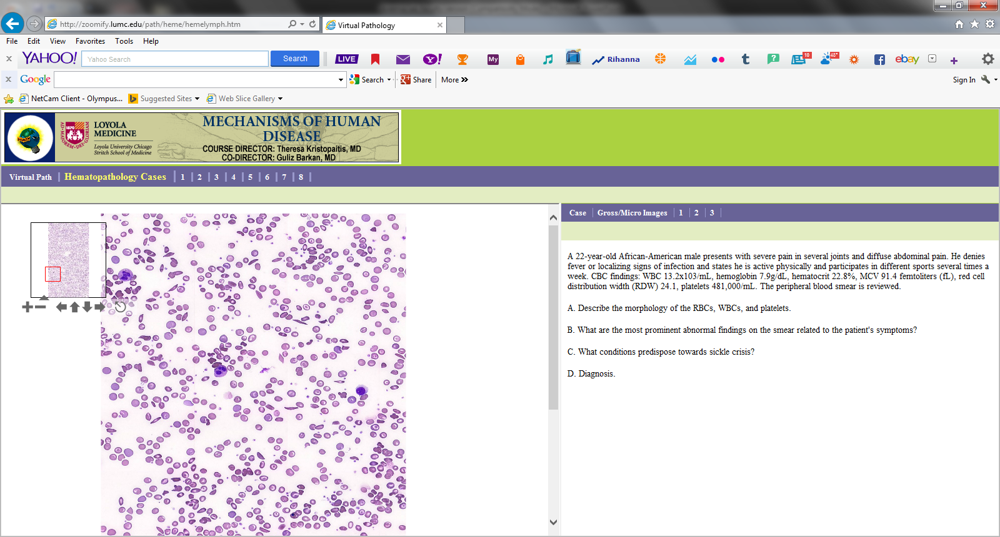 http://zoomify.lumc.edu/path/heme/hemelymph.htm
Virtual Pathology
File Edit View Favorites Tools Help
YAHOO! Yahoo Search Search LIVE My Rihanna 10 48° ebay
Google Search Share More Sign In
NetCam Client - Olympus... Suggested Sites Web Slice Gallery
LOYOLA MEDICINE
Loyola University Chicago
Stritch School of Medicine
1870
AD·MAJOREM·DEI·GLORIAM
MECHANISMS OF HUMAN
DISEASE
COURSE DIRECTOR: Theresa Kristopaitis, MD
CO-DIRECTOR: Guliz Barkan, MD
Virtual Path Hematopathology Cases 1 2 3 4 5 6 7 8
Case Gross/Micro Images 1 2 3
A 22-year-old African-American male presents with severe pain in several joints and diffuse abdominal pain. He denies
fever or localizing signs of infection and states he is active physically and participates in different sports several times a
week. CBC findings: WBC 13.2x103/mL, hemoglobin 7.9g/dL, hematocrit 22.8%, MCV 91.4 femtoliters (fL), red cell
distribution width (RDW) 24.1, platelets 481,000/mL. The peripheral blood smear is reviewed.
A. Describe the morphology of the RBCs, WBCs, and platelets.
B. What are the most prominent abnormal findings on the smear related to the patient's symptoms?
C. What conditions predispose towards sickle crisis?
D. Diagnosis.